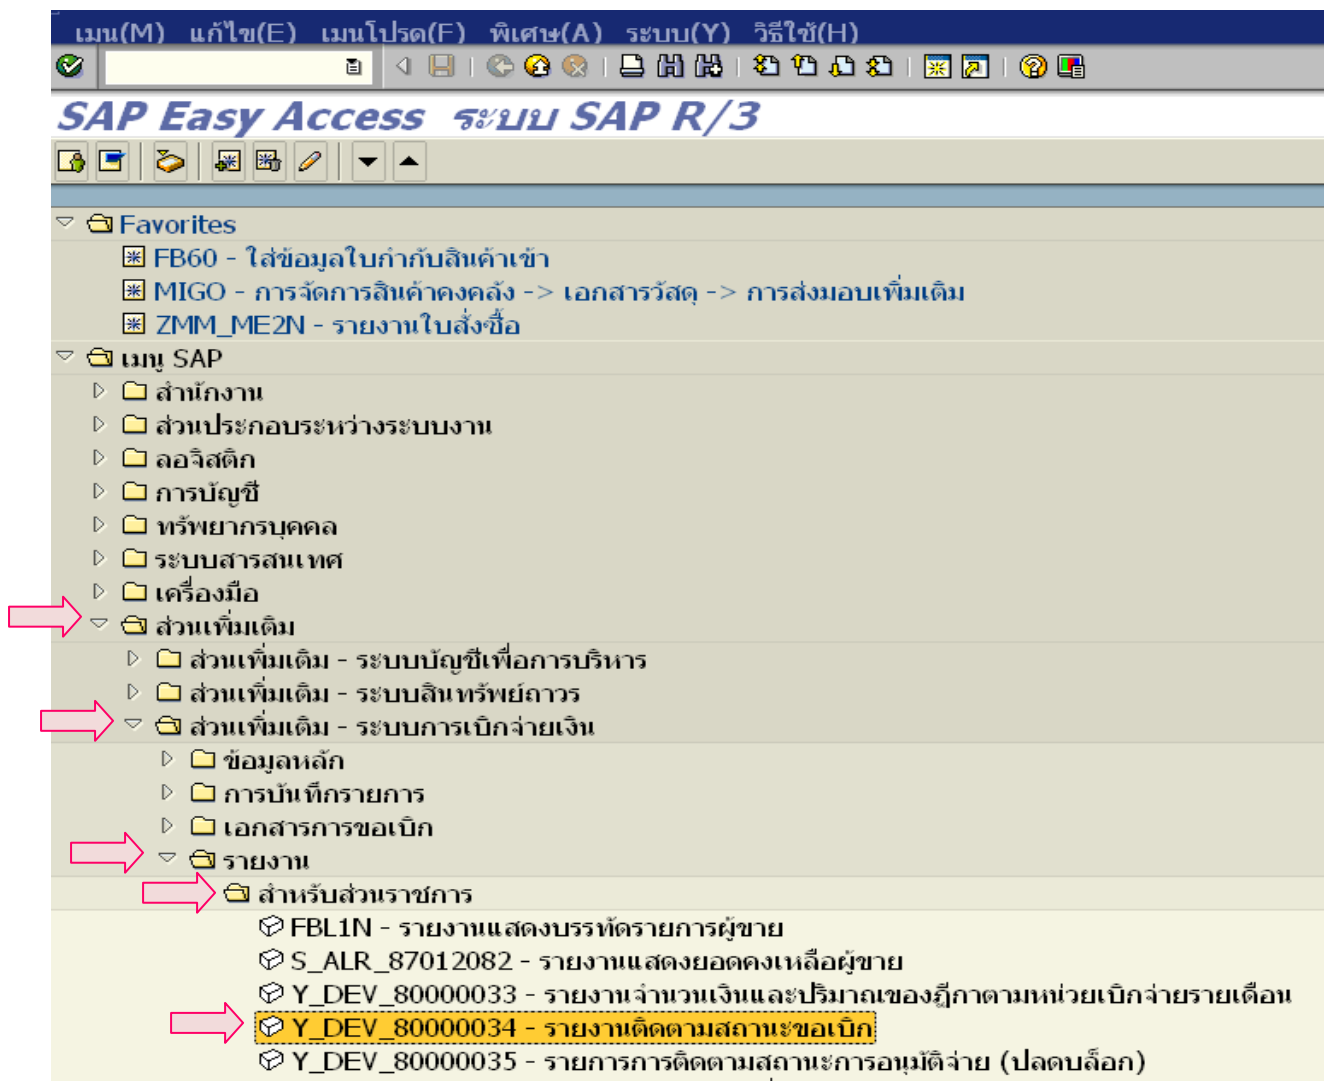 เมน(M) แก้ไข(E) เมนโปรด(F) พิเศษ(A) ระบบ(Y) วิธีใช้(H)
SAP Easy Access ระบบ SAP R/3
Favorites
FB60 - ใส่ข้อมูลใบกำกับสินค้าเข้า
MIGO - การจัดการสินค้าคงคลัง -> เอกสารวัสดุ -> การส่งมอบเพิ่มเติม
ZMM_ME2N - รายงานใบสั่งซื้อ
เมนู SAP
สำนักงาน
ส่วนประกอบระหว่างระบบงาน
ลอจิสติก
การบัญชี
ทรัพยากรบุคคล
ระบบสารสนเทศ
เครื่องมือ
ส่วนเพิ่มเติม
ส่วนเพิ่มเติม - ระบบบัญชีเพื่อการบริหาร
ส่วนเพิ่มเติม - ระบบสินทรัพย์ถาวร
ส่วนเพิ่มเติม - ระบบการเบิกจ่ายเงิน
ข้อมูลหลัก
การบันทึกรายการ
เอกสารการขอเบิก
รายงาน
สำหรับส่วนราชการ
FBL1N - รายงานแสดงบรรทัดรายการผู้ขาย
S_ALR_87012082 - รายงานแสดงยอดคงเหลือผู้ขาย
Y_DEV_80000033 - รายงานจำนวนเงินและปริมาณของฎีกาตามหน่วยเบิกจ่ายรายเดือน
Y_DEV_80000034 - รายงานติดตามสถานะขอเบิก
Y_DEV_80000035 - รายการการติดตามสถานะการอนุมัติจ่าย (ปลดบล็อก)